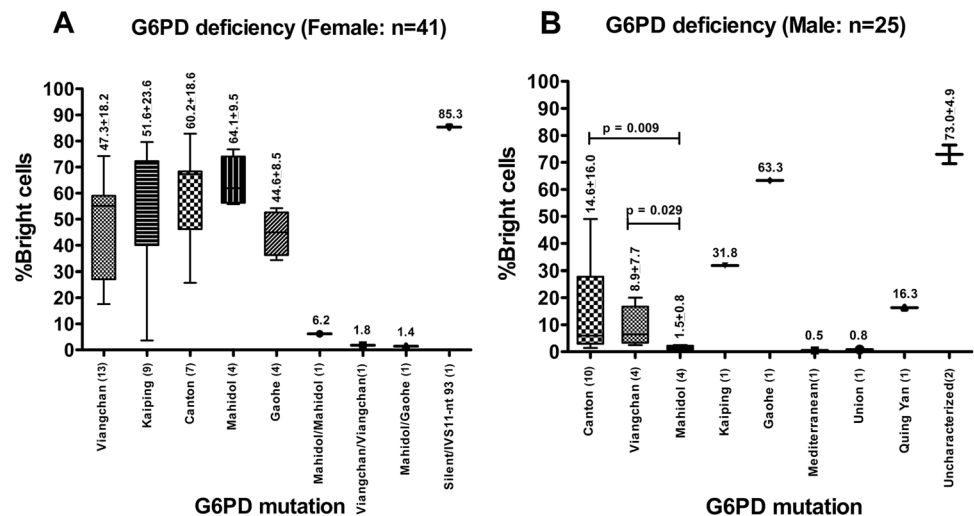 A
G6PD deficiency (Female: n=41)
%Bright cells
100
90
80
70
60
50
40
30
20
10
0
47.3±18.2
51.6+23.6
60.2+18.6
64.1+9.5
44.6+8.5
6.2
1.8
1.4
85.3
Viangchan (13)
Kaiping (9)
Canton (7)
Mahidol (4)
Gaohe (4)
Mahidol/Mahidol (1)
Viangchan/Viangchan(1)
Mahidol/Gaohe (1)
Silent/IVS11-nt 93 (1)
G6PD mutation
B
G6PD deficiency (Male: n=25)
%Bright cells
100
90
80
70
60
50
40
30
20
10
0
14.6+16.0
8.9±7.7
1.5±0.8
p = 0.009
p = 0.029
31.8
63.3
0.5
0.8
16.3
73.0±4.9
Canton (10)
Viangchan (4)
Mahidol (4)
Kaiping (1)
Gaohe (1)
Mediterranean(1)
Union (1)
Quing Yan (1)
Uncharacterized(2)
G6PD mutation